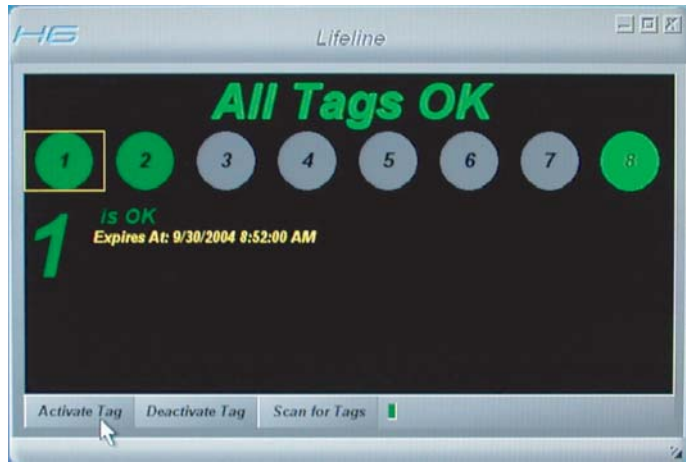 H6
Lifeline
All Tags OK
1 2 3 4 5 6 7 8
1 is OK
Expires At: 9/30/2004 8:52:00 AM
Activate Tag Deactivate Tag Scan for Tags